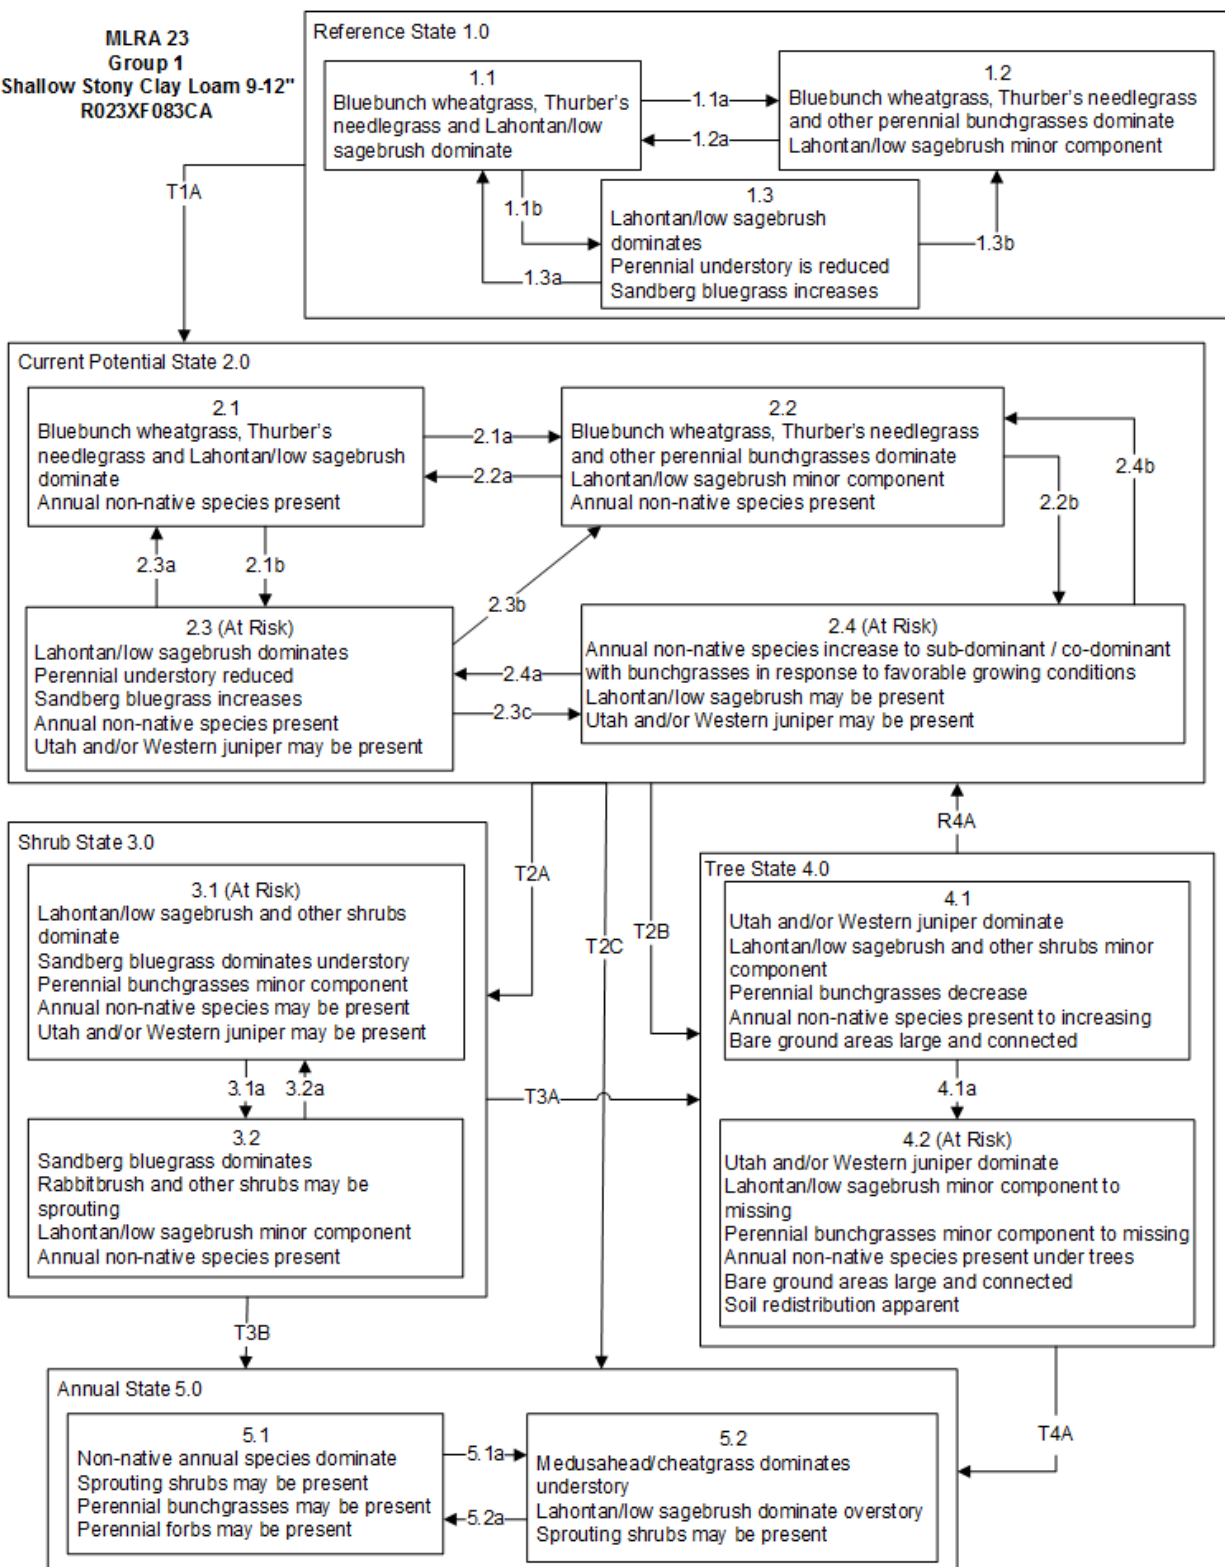 MLRA 23
Group 1
Shallow Stony Clay Loam 9-12"
R023XF083CA
Reference State 1.0
1.1
Bluebunch wheatgrass, Thurber's
needlegrass and Lahontan/low
sagebrush dominate
1.1a
1.2a
1.2
Bluebunch wheatgrass, Thurber's needlegrass
and other perennial bunchgrasses dominate
Lahontan/low sagebrush minor component
T1A
1.1b
1.3a
1.3
Lahontan/low sagebrush
dominates
Perennial understory is reduced
Sandberg bluegrass increases
1.3b
Current Potential State 2.0
2.1
Bluebunch wheatgrass, Thurber's
needlegrass and Lahontan/low sagebrush
dominate
Annual non-native species present
2.1a
2.2a
2.2
Bluebunch wheatgrass, Thurber's needlegrass
and other perennial bunchgrasses dominate
Lahontan/low sagebrush minor component
Annual non-native species present
2.4b
2.2b
2.3a
2.1b
2.3b
2.3 (At Risk)
Lahontan/low sagebrush dominates
Perennial understory reduced
Sandberg bluegrass increases
Annual non-native species present
Utah and/or Western juniper may be present
2.4a
2.3c
2.4 (At Risk)
Annual non-native species increase to sub-dominant / co-dominant
with bunchgrasses in response to favorable growing conditions
Lahontan/low sagebrush may be present
Utah and/or Western juniper may be present
T2A
T2C
T2B
R4A
Shrub State 3.0
3.1 (At Risk)
Lahontan/low sagebrush and other shrubs
dominate
Sandberg bluegrass dominates understory
Perennial bunchgrasses minor component
Annual non-native species may be present
Utah and/or Western juniper may be present
3.1a
3.2a
3.2
Sandberg bluegrass dominates
Rabbitbrush and other shrubs may be
sprouting
Lahontan/low sagebrush minor component
Annual non-native species present
T3A
Tree State 4.0
4.1
Utah and/or Western juniper dominate
Lahontan/low sagebrush and other shrubs minor
component
Perennial bunchgrasses decrease
Annual non-native species present to increasing
Bare ground areas large and connected
4.1a
4.2 (At Risk)
Utah and/or Western juniper dominate
Lahontan/low sagebrush minor component to
missing
Perennial bunchgrasses minor component to missing
Annual non-native species present under trees
Bare ground areas large and connected
Soil redistribution apparent
T3B
T4A
Annual State 5.0
5.1
Non-native annual species dominate
Sprouting shrubs may be present
Perennial bunchgrasses may be present
Perennial forbs may be present
5.1a
5.2a
5.2
Medusahead/cheatgrass dominates
understory
Lahontan/low sagebrush dominate overstory
Sprouting shrubs may be present